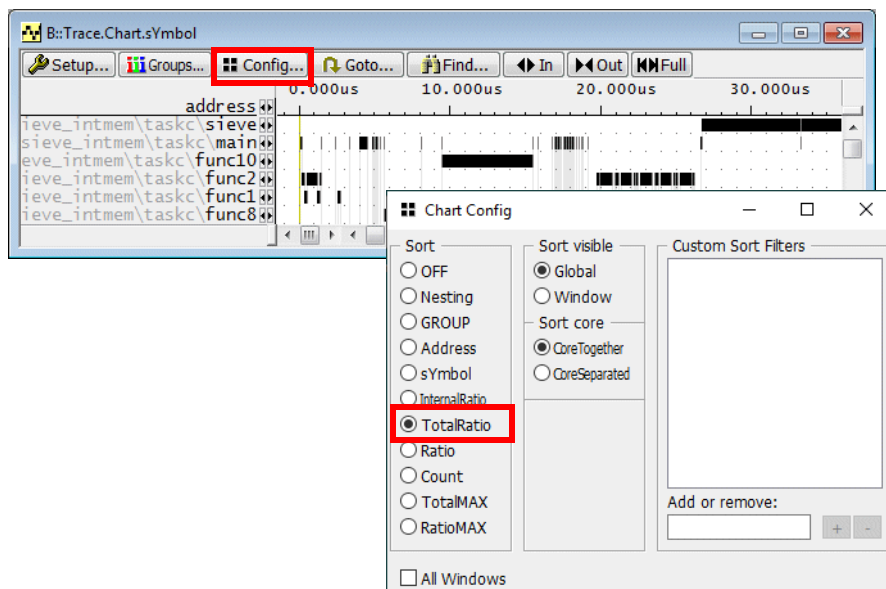 B::Trace.Chart.sYmbol
Setup... Groups... Config... Goto... Find... In Out Full
0.000us 10.000us 20.000us 30.000us
address
ieve_intmem\taskc\sieve
sieve_intmem\taskc\main
eve_intmem\taskc\func10
ieve_intmem\taskc\func2
ieve_intmem\taskc\func1
ieve_intmem\taskc\func8
Chart Config
Sort
OFF
Nesting
GROUP
Address
sYmbol
InternalRatio
TotalRatio
Ratio
Count
TotalMAX
RatioMAX
Sort visible
Global
Window
Sort core
CoreTogether
CoreSeparated
Custom Sort Filters
Add or remove:
+ -
All Windows